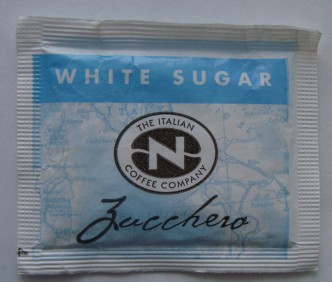 WHITE SUGAR
THE ITALIAN
N
COFFEE COMPANY
Zucchero